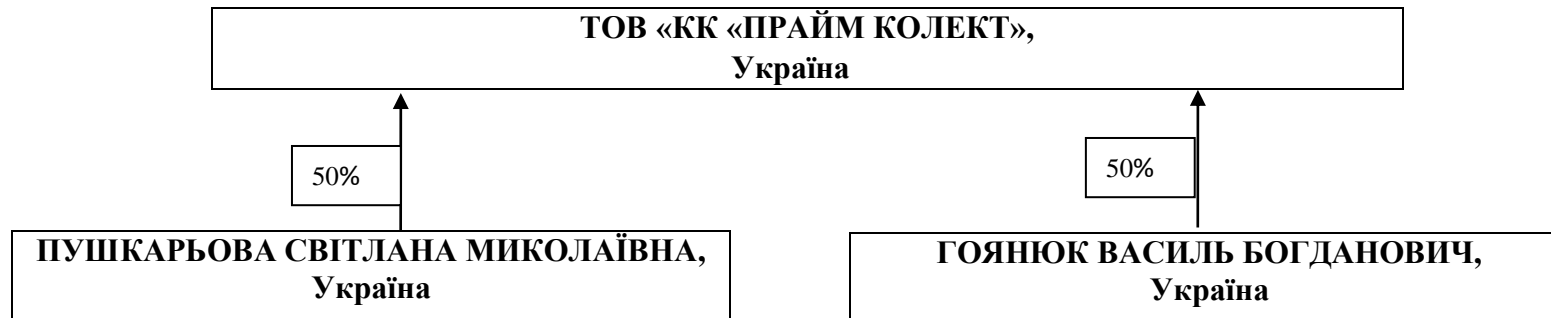 ТОВ «КК «ПРАЙМ КОЛЕКТ»,
Україна
50%
50%
ПУШКАРЬОВА СВІТЛАНА МИКОЛАЇВНА,
Україна
ГОЯНЮК ВАСИЛЬ БОГДАНОВИЧ,
Україна